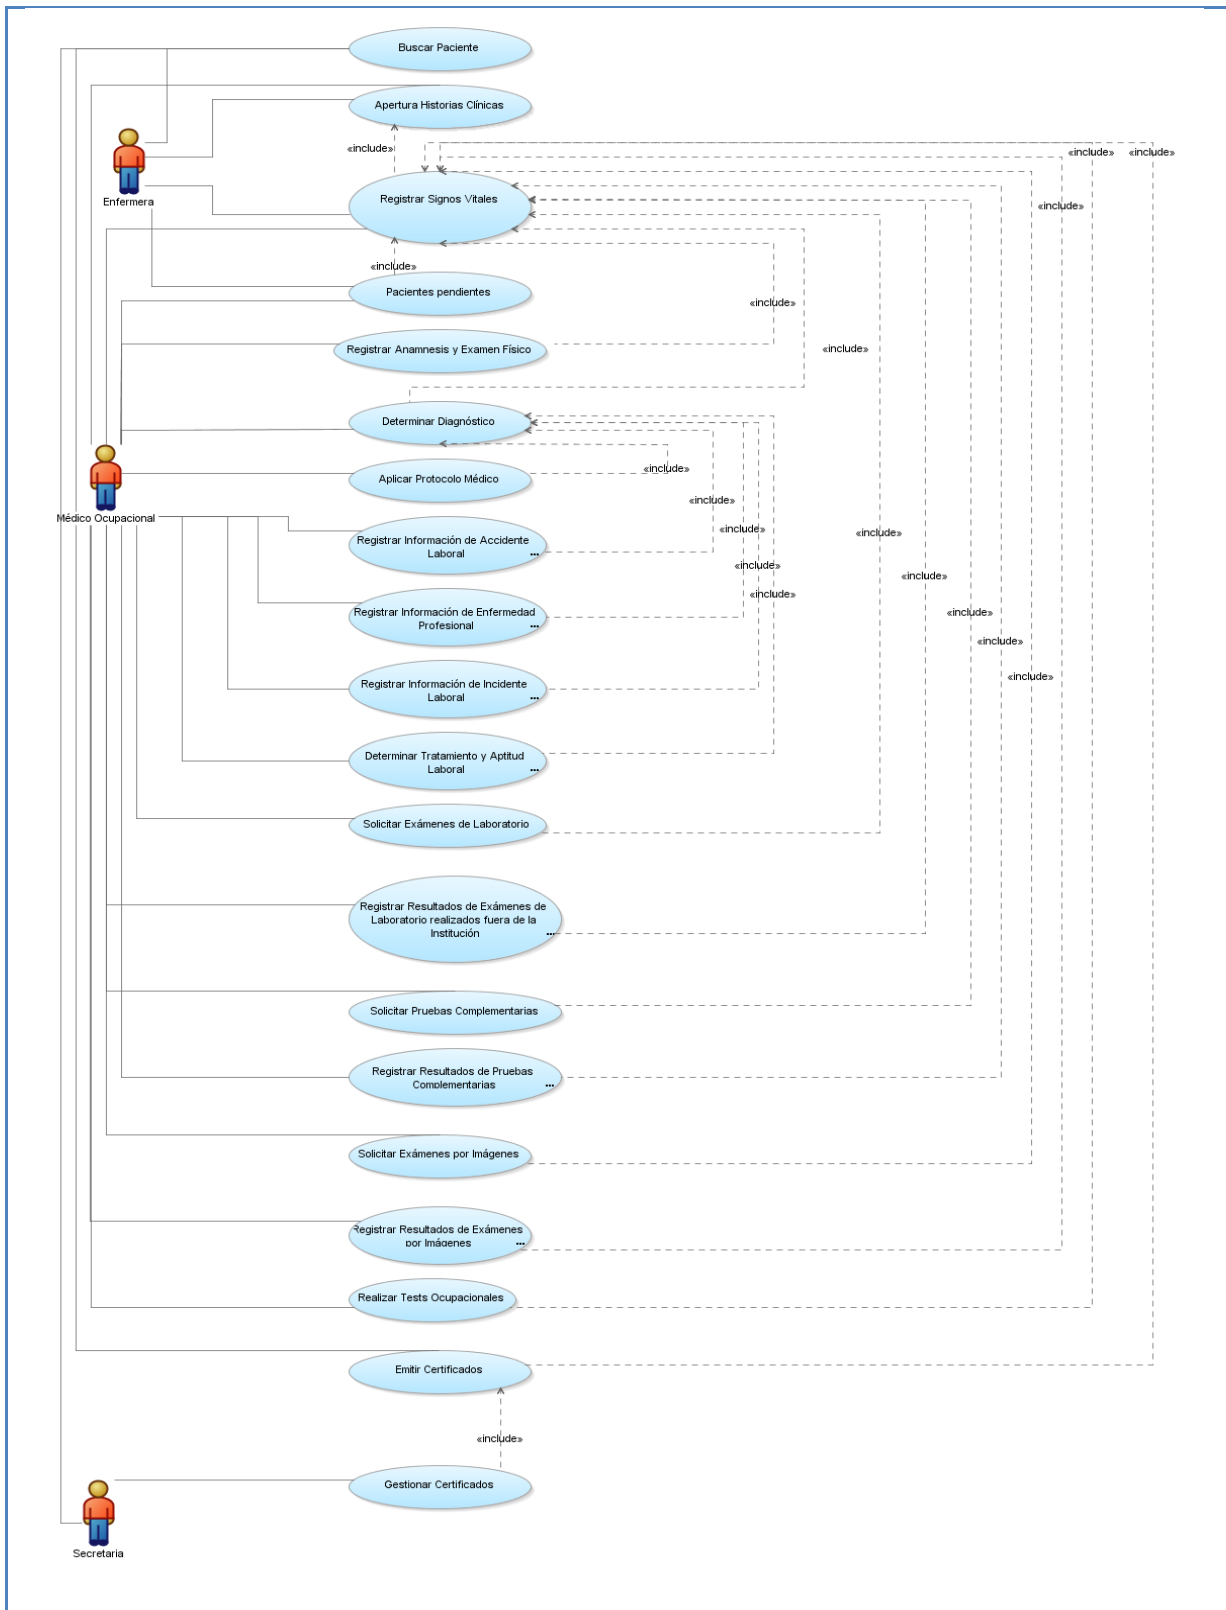 Buscar Paciente
Apertura Historias Clínicas
«include»
«include»
«include»
Enfermera
Registrar Signos Vitales
«include»
«include»
Pacientes pendientes
«include»
Registrar Anamnesis y Examen Físico
«include»
Determinar Diagnóstico
«include»
Aplicar Protocolo Médico
«include»
Médico Ocupacional
«include»
«include»
Registrar Información de Accidente
Laboral
...
«include»
«include»
«include»
Registrar Información de Enfermedad
Profesional
...
«include»
«include»
Registrar Información de Incidente
Laboral
...
«include»
Determinar Tratamiento y Aptitud
Laboral
...
Solicitar Exámenes de Laboratorio
Registrar Resultados de Exámenes de
Laboratorio realizados fuera de la
Institución
...
Solicitar Pruebas Complementarias
Registrar Resultados de Pruebas
Complementarias
...
Solicitar Exámenes por Imágenes
Registrar Resultados de Exámenes
por Imágenes
...
Realizar Tests Ocupacionales
Emitir Certificados
«include»
Gestionar Certificados
Secretaria